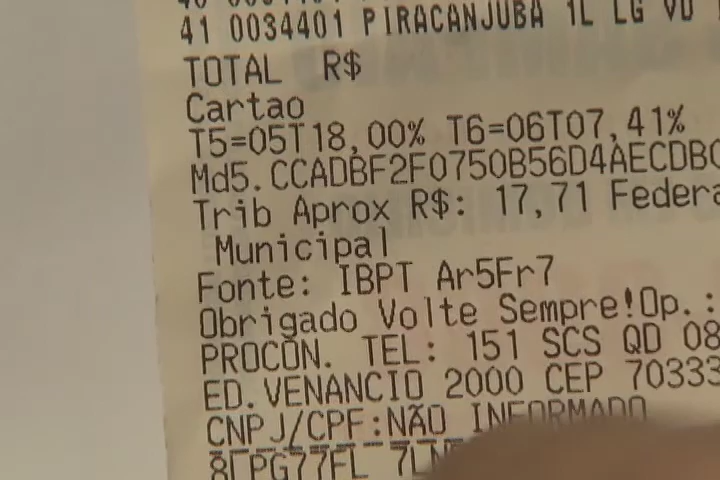 41 0034401 PIRACANJUBA 1L LG VD
TOTAL R$
Cartao
T5=05T18,00% T6=06T07,41%
Md5.CCADBF2F0750B56D4AECDBC
Trib Aprox R$: 17,71 Federa
Municipal
Fonte: IBPT Ar5Fr7
Obrigado Volte Sempre!Op.:
PROCON. TEL: 151 SCS QD 08
ED.VENANCIO 2000 CEP 70333
CNPJ/CPF:NÃO INFORMADO